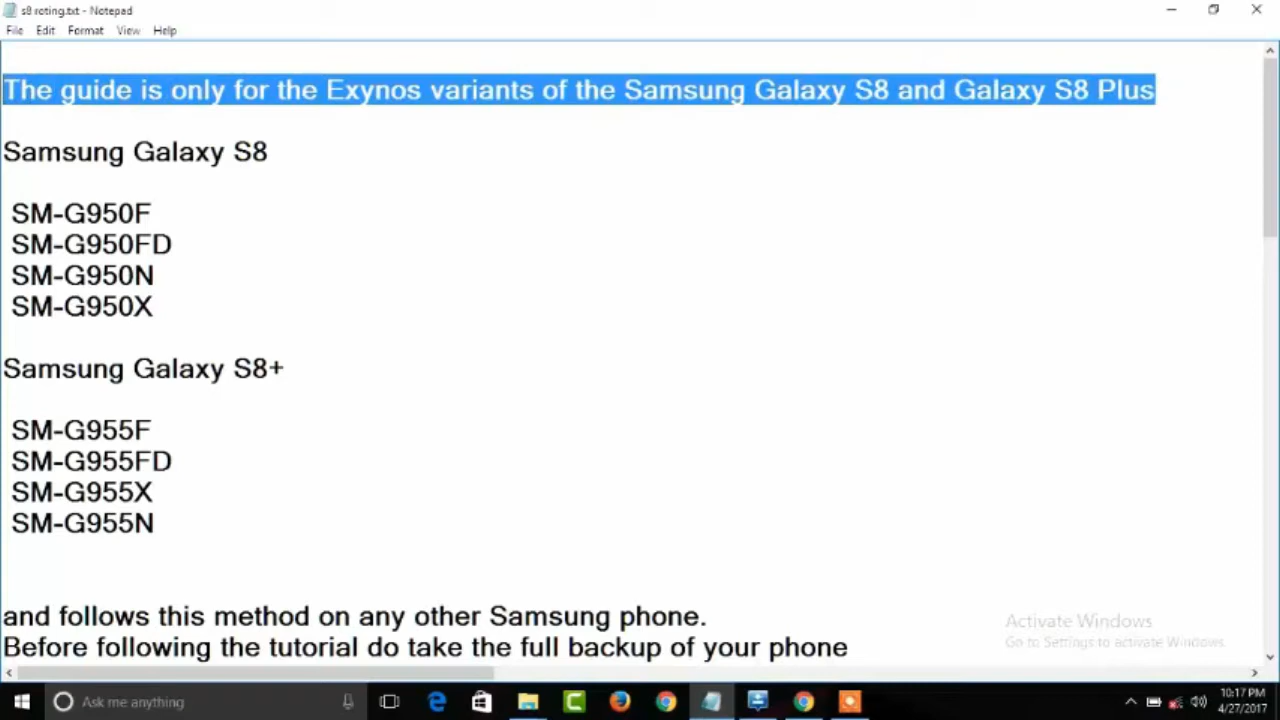 s8 roting.txt - Notepad
File Edit Format View Help
The guide is only for the Exynos variants of the Samsung Galaxy S8 and Galaxy S8 Plus
Samsung Galaxy S8
SM-G950F
SM-G950FD
SM-G950N
SM-G950X
Samsung Galaxy S8+
SM-G955F
SM-G955FD
SM-G955X
SM-G955N
and follows this method on any other Samsung phone.
Before following the tutorial do take the full backup of your phone
Activate Windows
Go to Settings to activate Windows.
Ask me anything
10:17 PM
4/27/2017